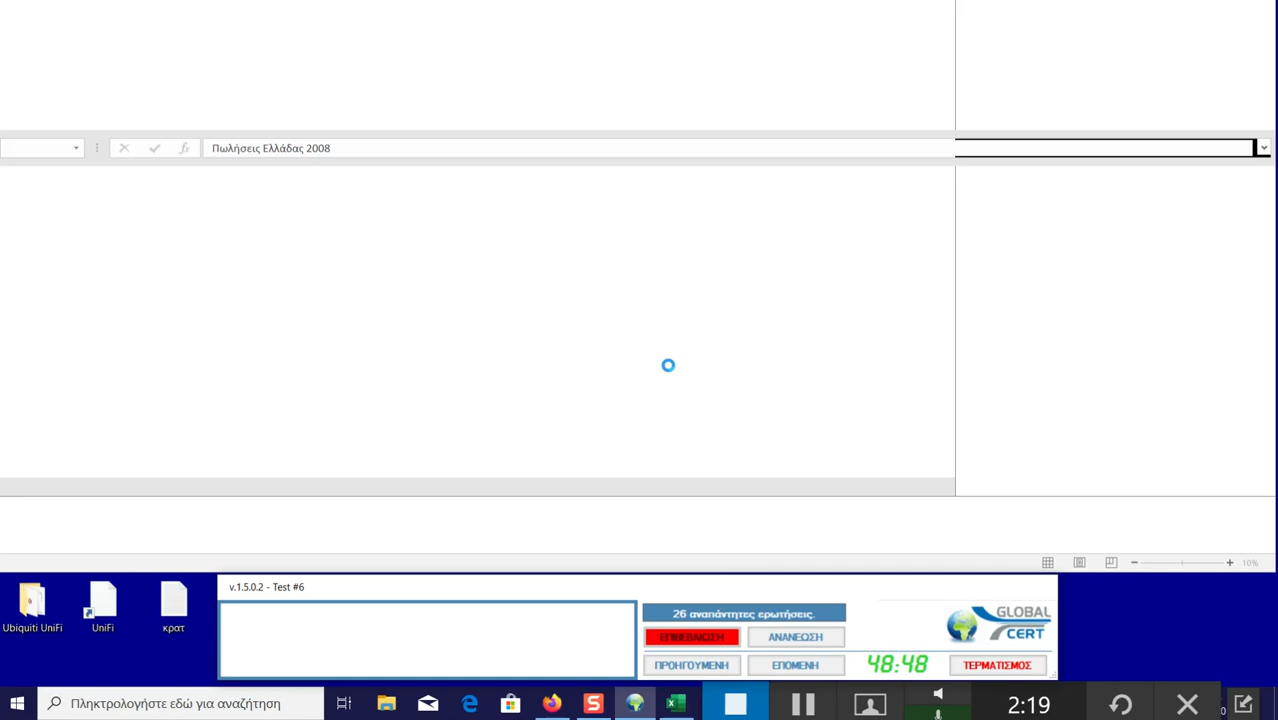 Πωλήσεις Ελλάδας 2008
10%
v.1.5.0.2 - Test #6
26 αναπάντητες ερωτήσεις.
ΕΠΙΒΕΒΑΙΩΣΗ
ΑΝΑΝΕΩΣΗ
ΠΡΟΗΓΟΥΜΕΝΗ
ΕΠΟΜΕΝΗ
48:48
ΤΕΡΜΑΤΙΣΜΟΣ
GLOBAL
CERT
Ubiquiti UniFi
UniFi
κρατ
Πληκτρολογήστε εδώ για αναζήτηση
2:19